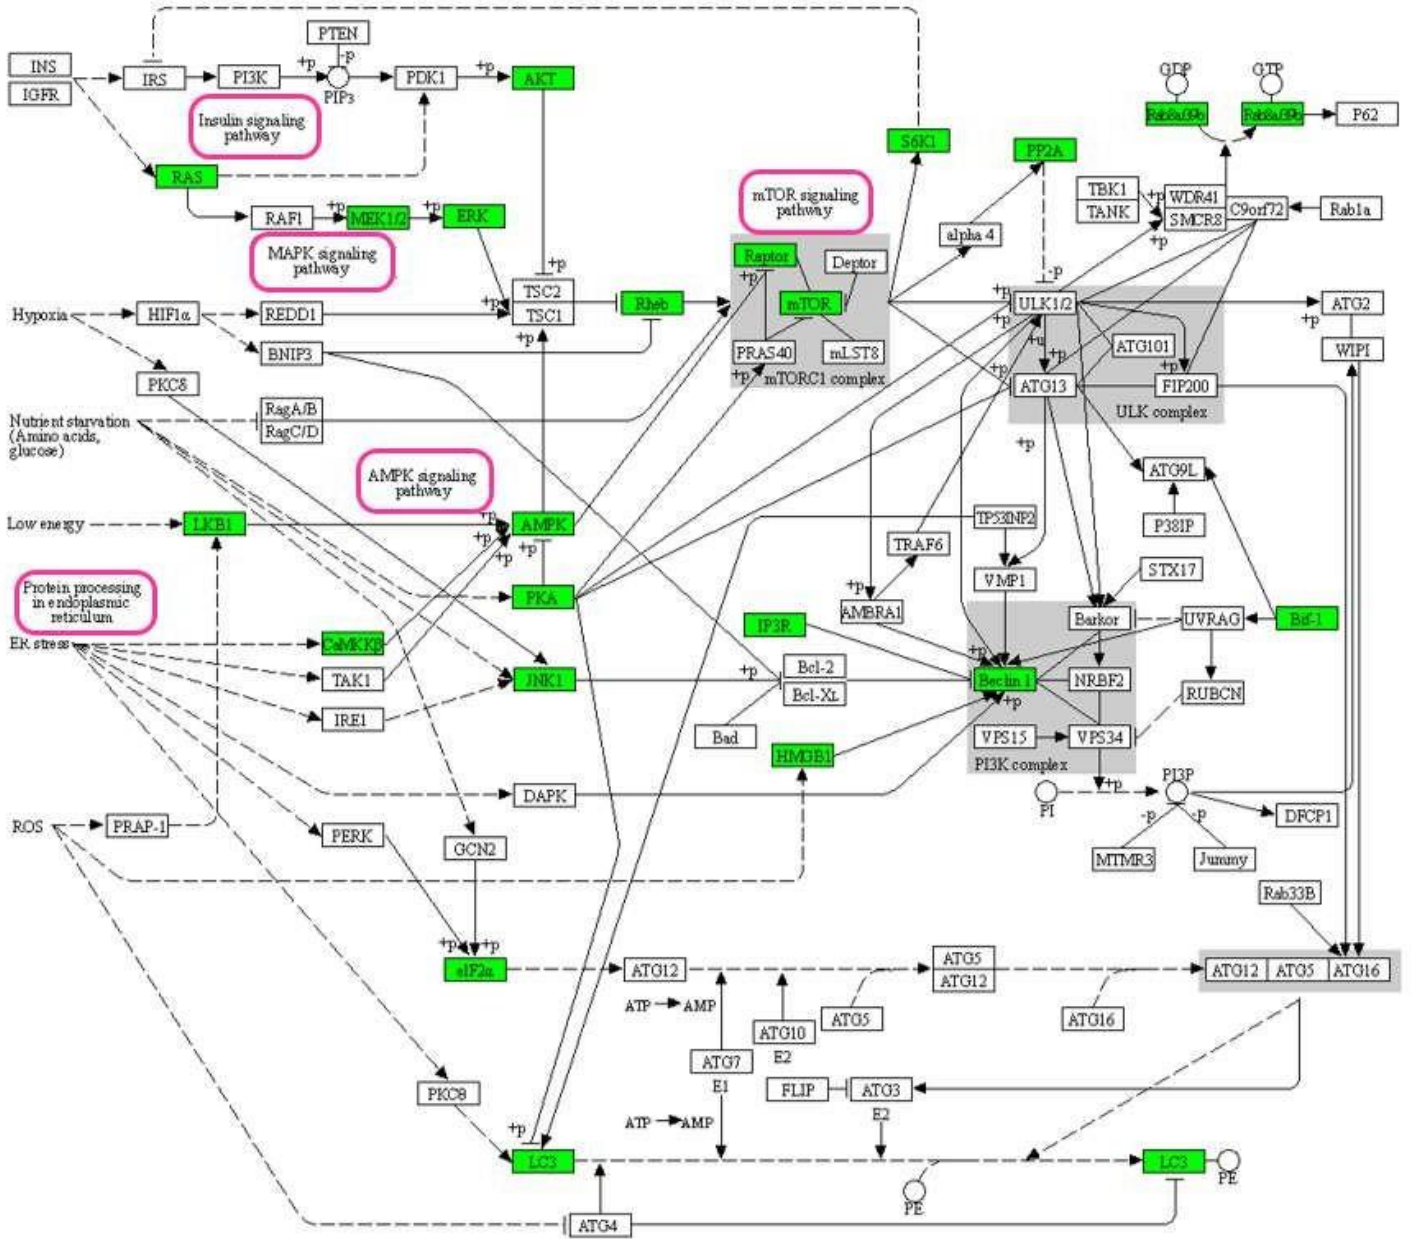 PTEN
INS
IGFR
IRS
PI3K
+p
-p
PIP3
PDK1
+p
AKT
Insulin signaling
pathway
RAS
RAF1
+p
MEK1/2
+p
ERK
MAPK signaling
pathway
S6K1
PP2A
GDP
GTP
Rab8a/39b
Rab8a/39b
P62
TBK1
TANK
+p
WDR41
SMCR8
+p
C9orf72
Rab1a
mTOR signaling
pathway
alpha 4
-p
Raptor
+p
Deptor
mTOR
PRAS40
+p
mLST8
mTORC1 complex
+p
TSC2
TSC1
+p
+p
Rheb
Hypoxia
HIF1α
REDD1
BNIP3
PKCδ
+p
+p
ULK1/2
+u
+p
ATG101
+p
+p
ATG13
FIP200
ULK complex
+p
ATG2
+p
WIPI
Nutrient starvation
(Amino acids,
glucose)
RagA/B
RagC/D
AMPK signaling
pathway
ATG9L
P38IP
Low energy
LKB1
+p
+p
+p
AMPK
+p
TP53INP2
TRAF6
VMP1
STX17
Protein processing
in endoplasmic
reticulum
PKA
+p
AMBRA1
IP3R
Barkor
UVRAG
Bif-1
ER stress
CaMKKβ
TAK1
IRE1
JNK1
+p
Bcl-2
Bcl-XL
Bad
+p
Beclin 1
+p
NRBF2
RUBCN
HMGB1
VPS15
VPS34
PI3K complex
+p
PI
PI3P
DFCP1
-p
-p
MTMR3
Jummy
DAPK
ROS
PRAP-1
PERK
GCN2
Rab33B
+p
+p
eIF2α
ATG12
ATG5
ATG12
ATG12
ATG5
ATG16
ATP
AMP
ATG10
E2
ATG5
ATG16
ATG7
E1
FLIP
ATG3
E2
PKCθ
ATP
AMP
+p
LC3
LC3
PE
PE
ATG4